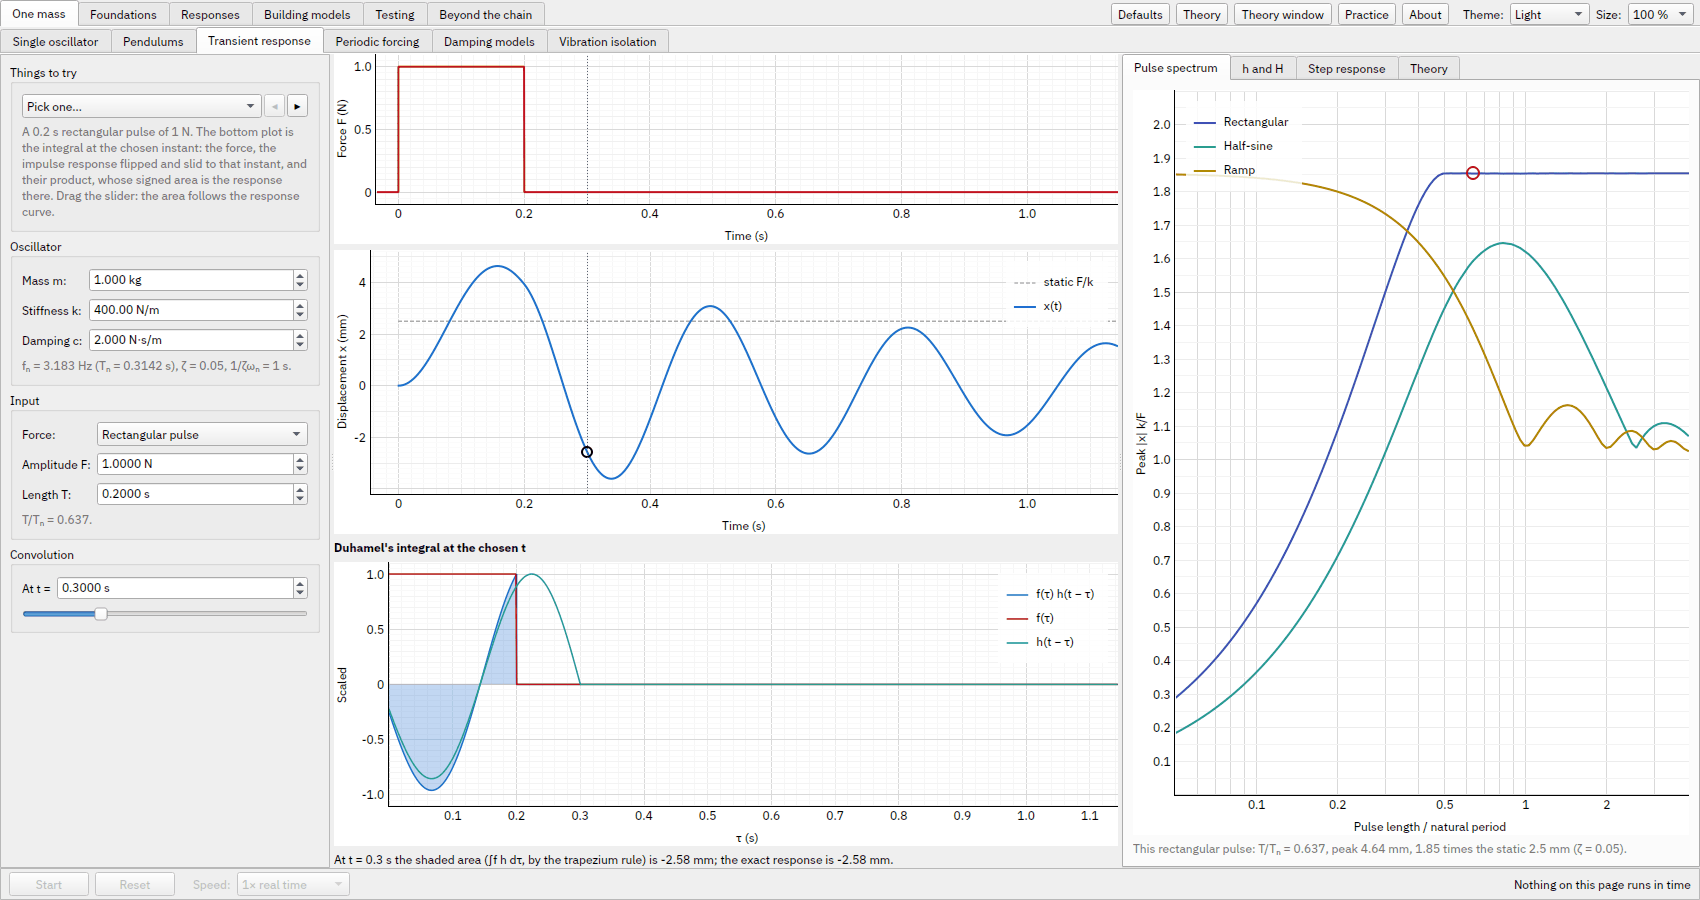 One mass
Foundations
Responses
Building models
Testing
Beyond the chain
Defaults
Theory
Theory window
Practice
About
Theme:
Light
Size:
100 %
Single oscillator
Pendulums
Transient response
Periodic forcing
Damping models
Vibration isolation
Things to try
Pick one...
A 0.2 s rectangular pulse of 1 N. The bottom plot is
the integral at the chosen instant: the force, the
impulse response flipped and slid to that instant, and
their product, whose signed area is the response
there. Drag the slider: the area follows the response
curve.
Oscillator
Mass m:
1.000 kg
Stiffness k:
400.00 N/m
Damping c:
2.000 N·s/m
fₙ = 3.183 Hz (Tₙ = 0.3142 s), ζ = 0.05, 1/ζωₙ = 1 s.
Input
Force:
Rectangular pulse
Amplitude F:
1.0000 N
Length T:
0.2000 s
T/Tₙ = 0.637.
Convolution
At t =
0.3000 s
Force F (N)
1.0
0.5
0
0
0.2
0.4
0.6
0.8
1.0
Time (s)
Displacement x (mm)
4
2
0
-2
static F/k
x(t)
0
0.2
0.4
0.6
0.8
1.0
Time (s)
Duhamel's integral at the chosen t
Scaled
1.0
0.5
0
-0.5
-1.0
f(τ) h(t − τ)
f(τ)
h(t − τ)
0.1
0.2
0.3
0.4
0.5
0.6
0.7
0.8
0.9
1.0
1.1
τ (s)
At t = 0.3 s the shaded area (∫f h dτ, by the trapezium rule) is -2.58 mm; the exact response is -2.58 mm.
Pulse spectrum
h and H
Step response
Theory
Peak |x| k/F
2.0
1.9
1.8
1.7
1.6
1.5
1.4
1.3
1.2
1.1
1.0
0.9
0.8
0.7
0.6
0.5
0.4
0.3
0.2
0.1
Rectangular
Half-sine
Ramp
0.1
0.2
0.5
1
2
Pulse length / natural period
This rectangular pulse: T/Tₙ = 0.637, peak 4.64 mm, 1.85 times the static 2.5 mm (ζ = 0.05).
Start
Reset
Speed:
1× real time
Nothing on this page runs in time